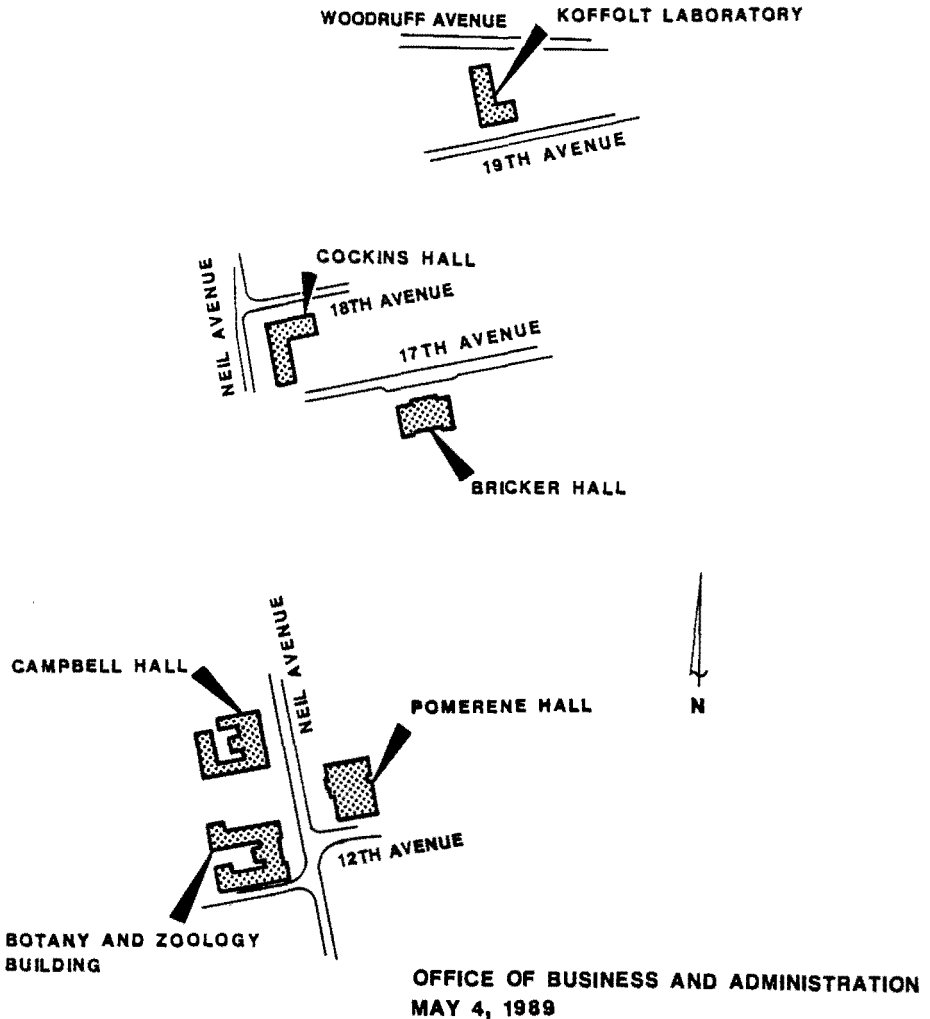 WOODRUFF AVENUE
KOFFOLT LABORATORY
19TH AVENUE
COCKINS HALL
NEIL AVENUE
18TH AVENUE
17TH AVENUE
BRICKER HALL
NEIL AVENUE
CAMPBELL HALL
POMERENE HALL
N
12TH AVENUE
BOTANY AND ZOOLOGY
BUILDING
OFFICE OF BUSINESS AND ADMINISTRATION
MAY 4, 1989